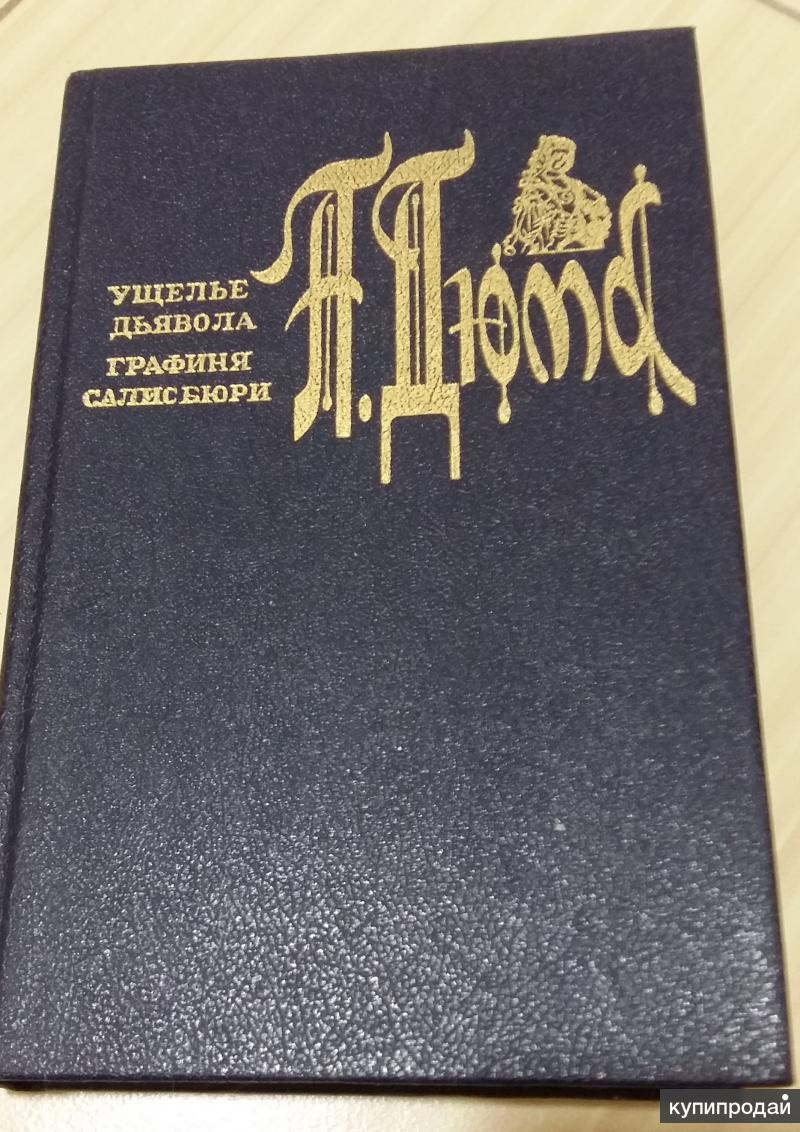 А. Дюма
УЩЕЛЬЕ
ДЬЯВОЛА
ГРАФИНЯ
САЛИСБЮРИ
купипродай